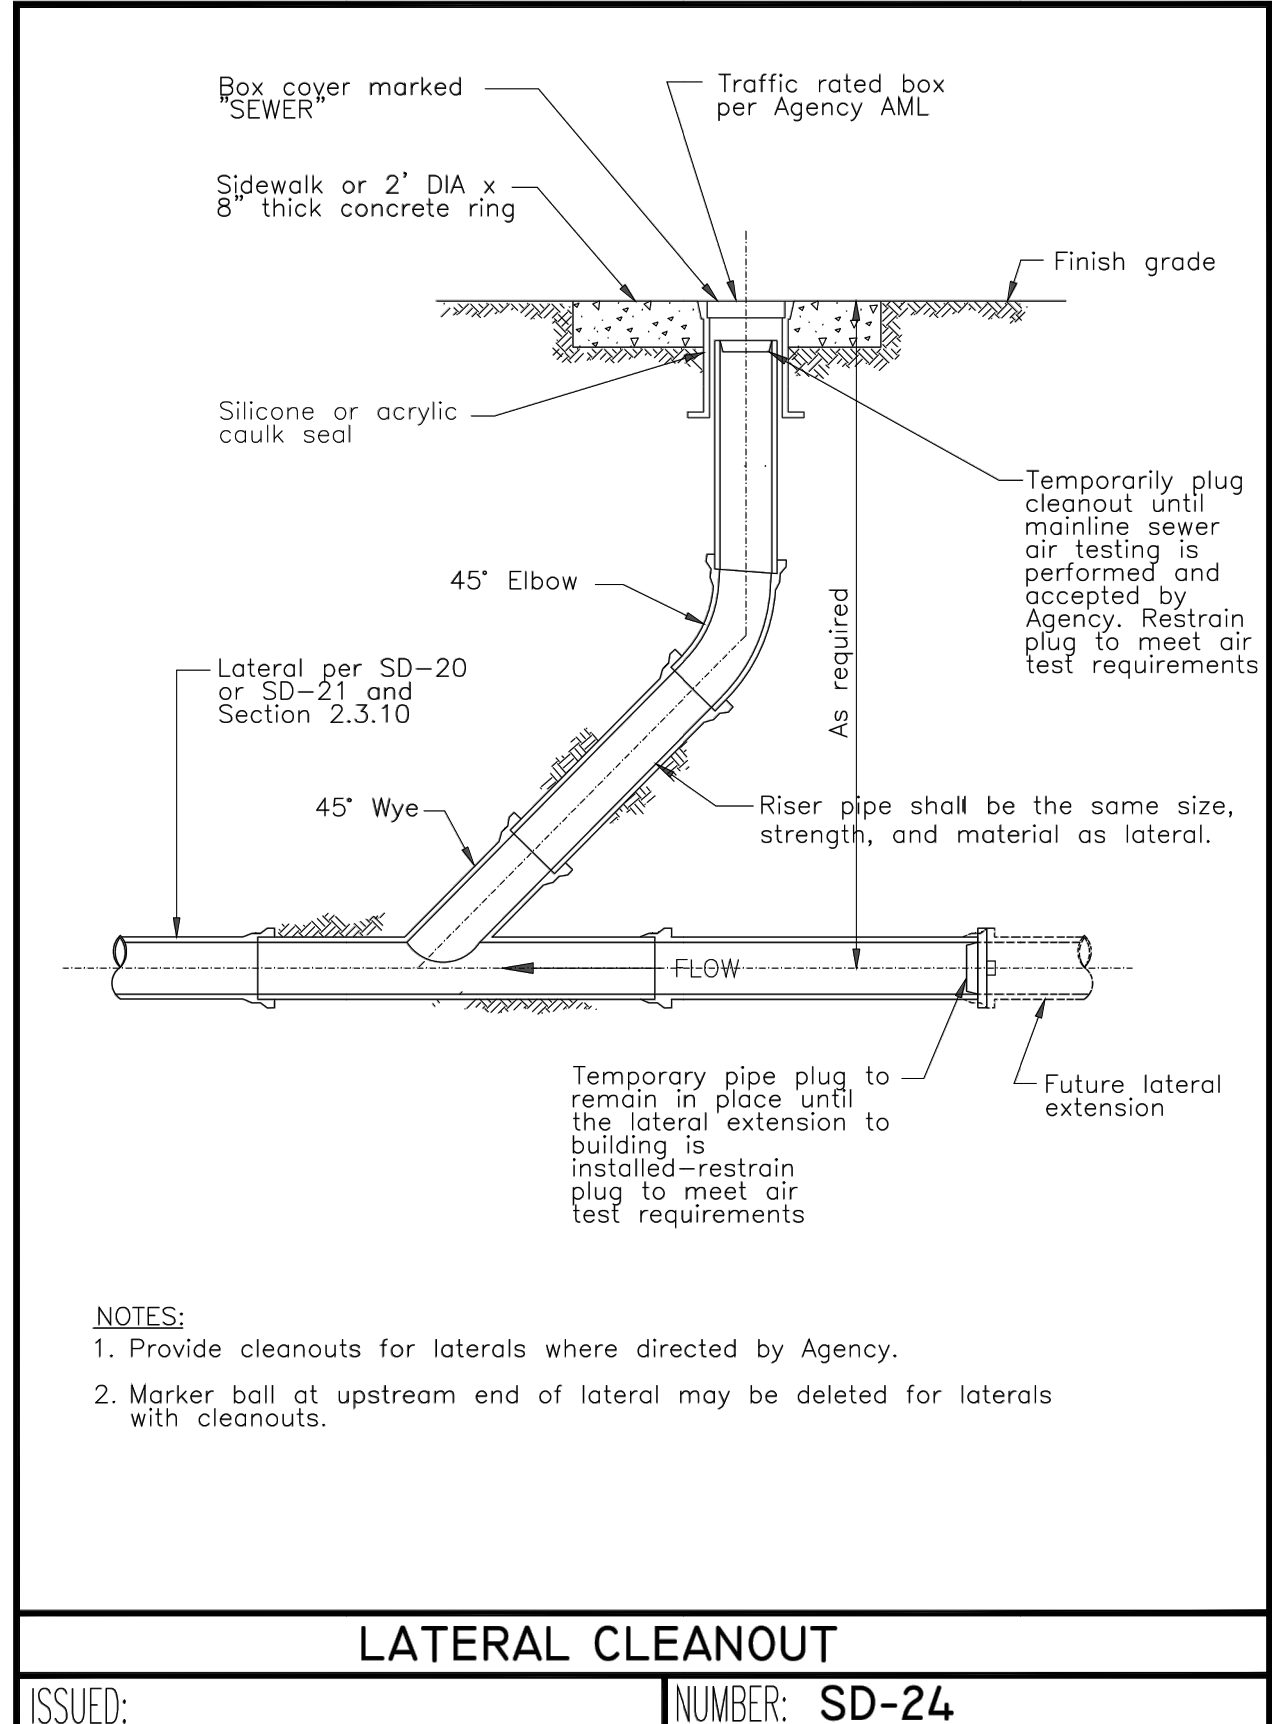 Box cover marked
"SEWER"
Traffic rated box
per Agency AML
Sidewalk or 2' DIA x
8" thick concrete ring
Finish grade
Silicone or acrylic
caulk seal
Temporarily plug
cleanout until
mainline sewer
air testing is
performed and
accepted by
Agency. Restrain
plug to meet air
test requirements
45° Elbow
As required
Lateral per SD-20
or SD-21 and
Section 2.3.10
45° Wye
Riser pipe shall be the same size,
strength, and material as lateral.
FLOW
Temporary pipe plug to
remain in place until
the lateral extension to
building is
installed-restrain
plug to meet air
test requirements
Future lateral
extension
NOTES:
1. Provide cleanouts for laterals where directed by Agency.
2. Marker ball at upstream end of lateral may be deleted for laterals
with cleanouts.
LATERAL CLEANOUT
ISSUED:
NUMBER: SD-24